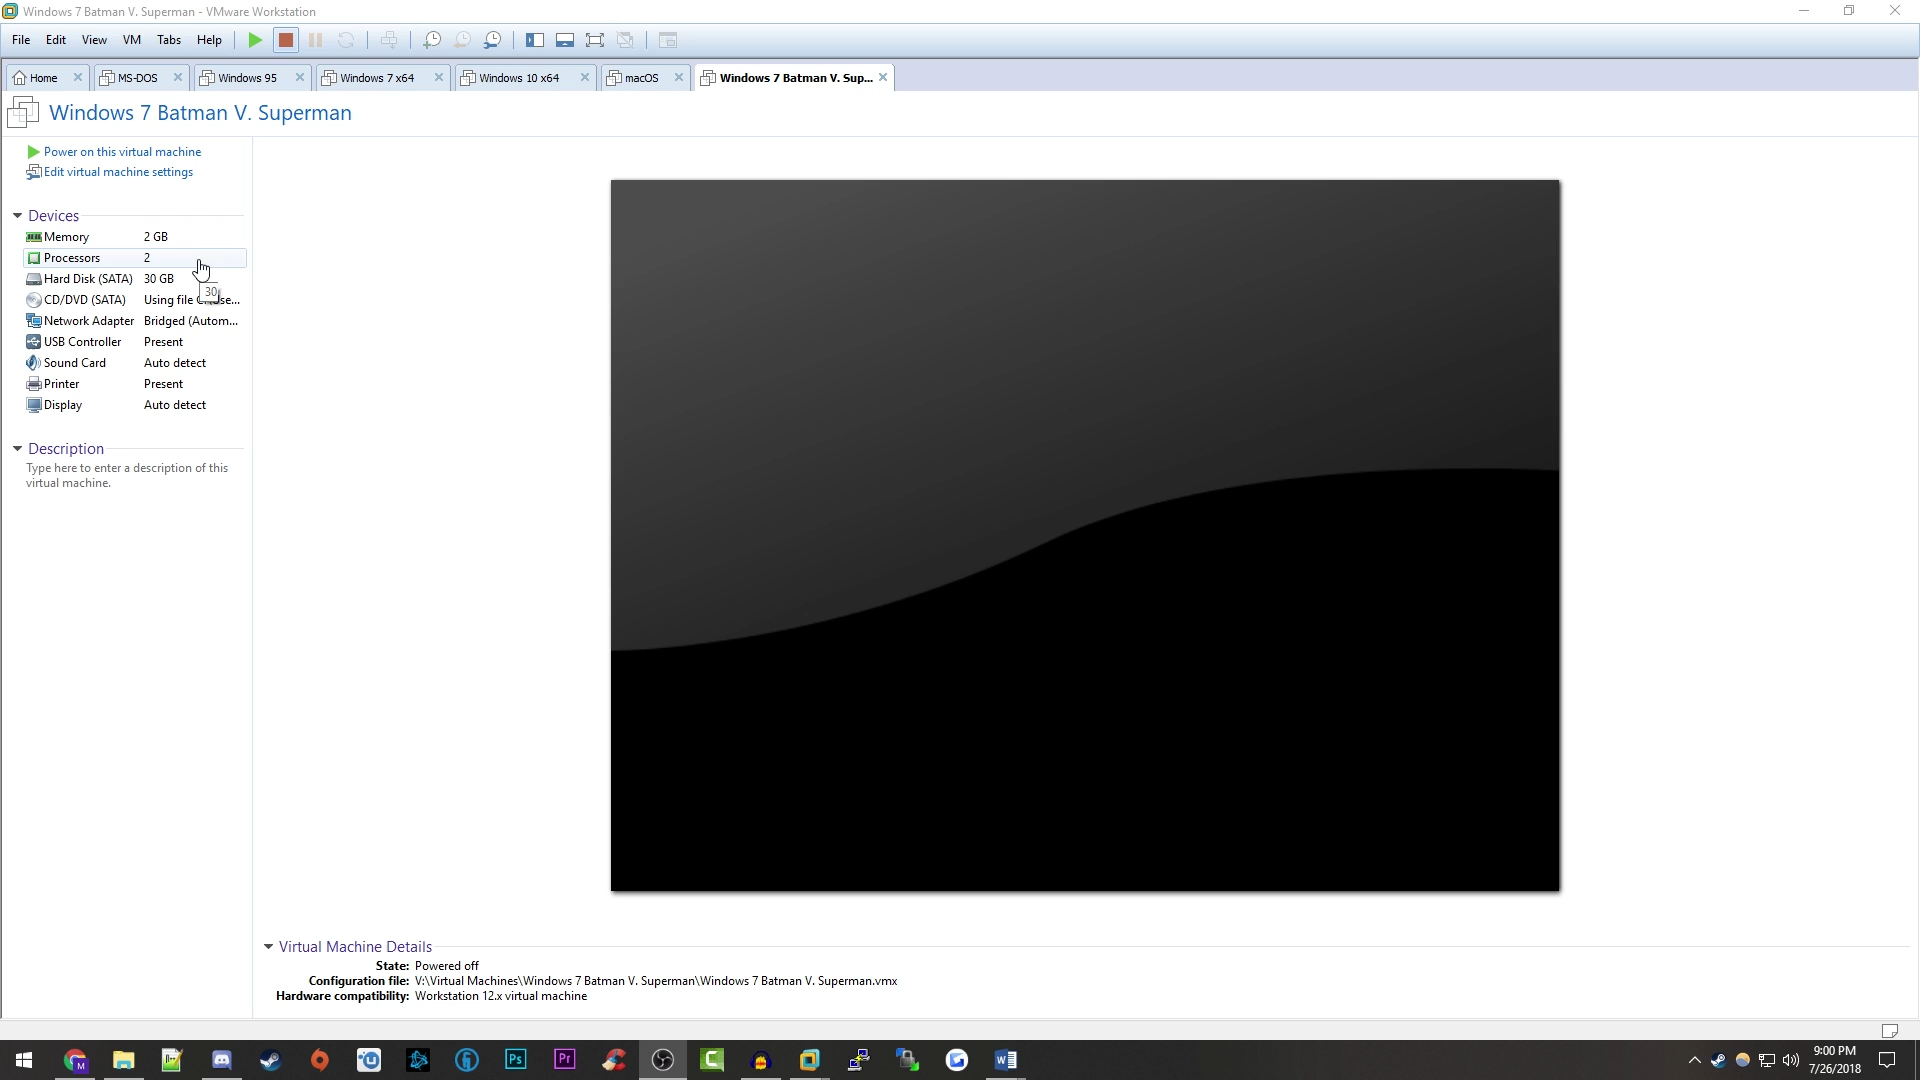 Windows 7 Batman V. Superman - VMware Workstation
File Edit View VM Tabs Help
Home MS-DOS Windows 95 Windows 7 x64 Windows 10 x64 macOS Windows 7 Batman V. Sup...
Windows 7 Batman V. Superman
Power on this virtual machine
Edit virtual machine settings
Devices
Memory 2 GB
Processors 2
Hard Disk (SATA) 30 GB
30
CD/DVD (SATA) Using file
Network Adapter Bridged (Autom...
USB Controller Present
Sound Card Auto detect
Printer Present
Display Auto detect
Description
Type here to enter a description of this
virtual machine.
Virtual Machine Details
State: Powered off
Configuration file: V:\Virtual Machines\Windows 7 Batman V. Superman\Windows 7 Batman V. Superman.vmx
Hardware compatibility: Workstation 12.x virtual machine
M Ps Pr
9:00 PM
7/26/2018